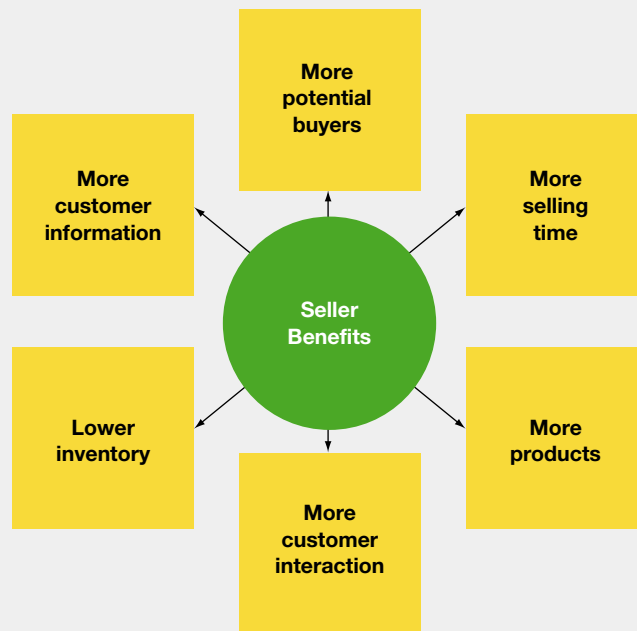 More
potential
buyers
More
customer
information
More
selling
time
Seller
Benefits
Lower
inventory
More
products
More
customer
interaction